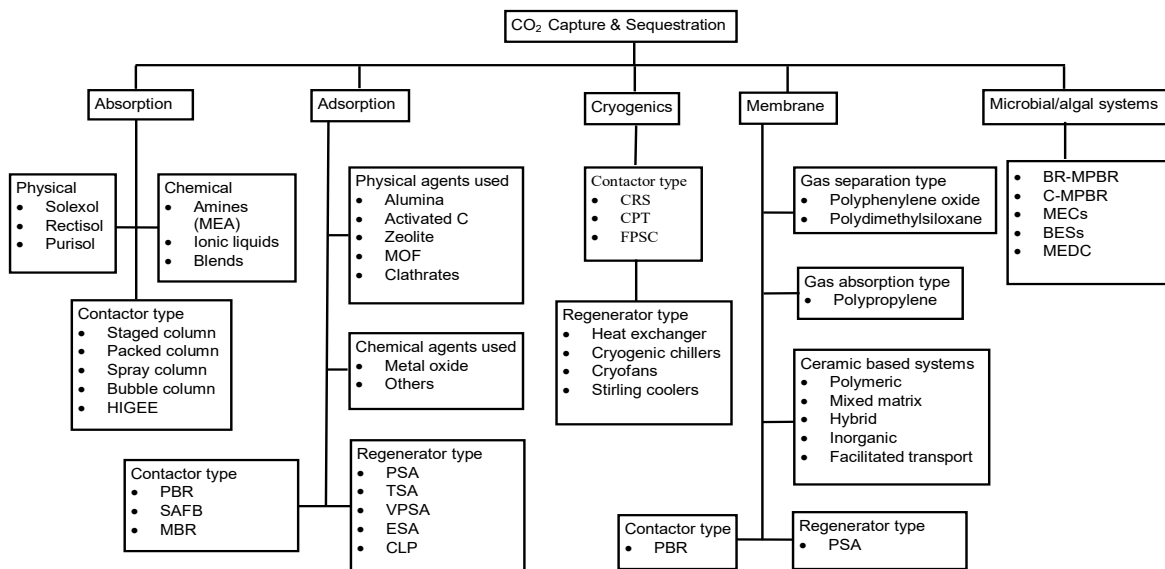 CO₂ Capture & Sequestration
Absorption
Adsorption
Cryogenics
Membrane
Microbial/algal systems
Physical
• Solexol
• Rectisol
• Purisol
Chemical
• Amines
(MEA)
• Ionic liquids
• Blends
Contactor type
• Staged column
• Packed column
• Spray column
• Bubble column
• HIGEE
Physical agents used
• Alumina
• Activated C
• Zeolite
• MOF
• Clathrates
Chemical agents used
• Metal oxide
• Others
Contactor type
• PBR
• SAFB
• MBR
Regenerator type
• PSA
• TSA
• VPSA
• ESA
• CLP
Contactor type
• CRS
• CPT
• FPSC
Regenerator type
• Heat exchanger
• Cryogenic chillers
• Cryofans
• Stirling coolers
Gas separation type
• Polyphenylene oxide
• Polydimethylsiloxane
Gas absorption type
• Polypropylene
Ceramic based systems
• Polymeric
• Mixed matrix
• Hybrid
• Inorganic
• Facilitated transport
Contactor type
• PBR
Regenerator type
• PSA
• BR-MPBR
• C-MPBR
• MECs
• BESs
• MEDC